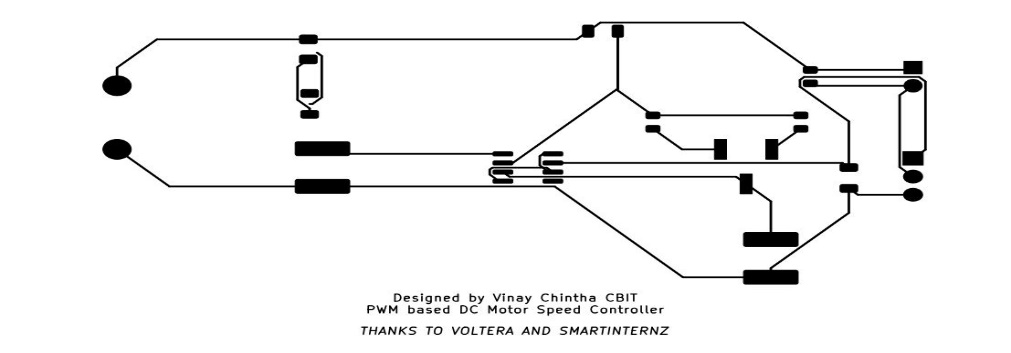 Designed by Vinay Chintha CBIT
PWM based DC Motor Speed Controller
THANKS TO VOLTERA AND SMARTINTERNZ